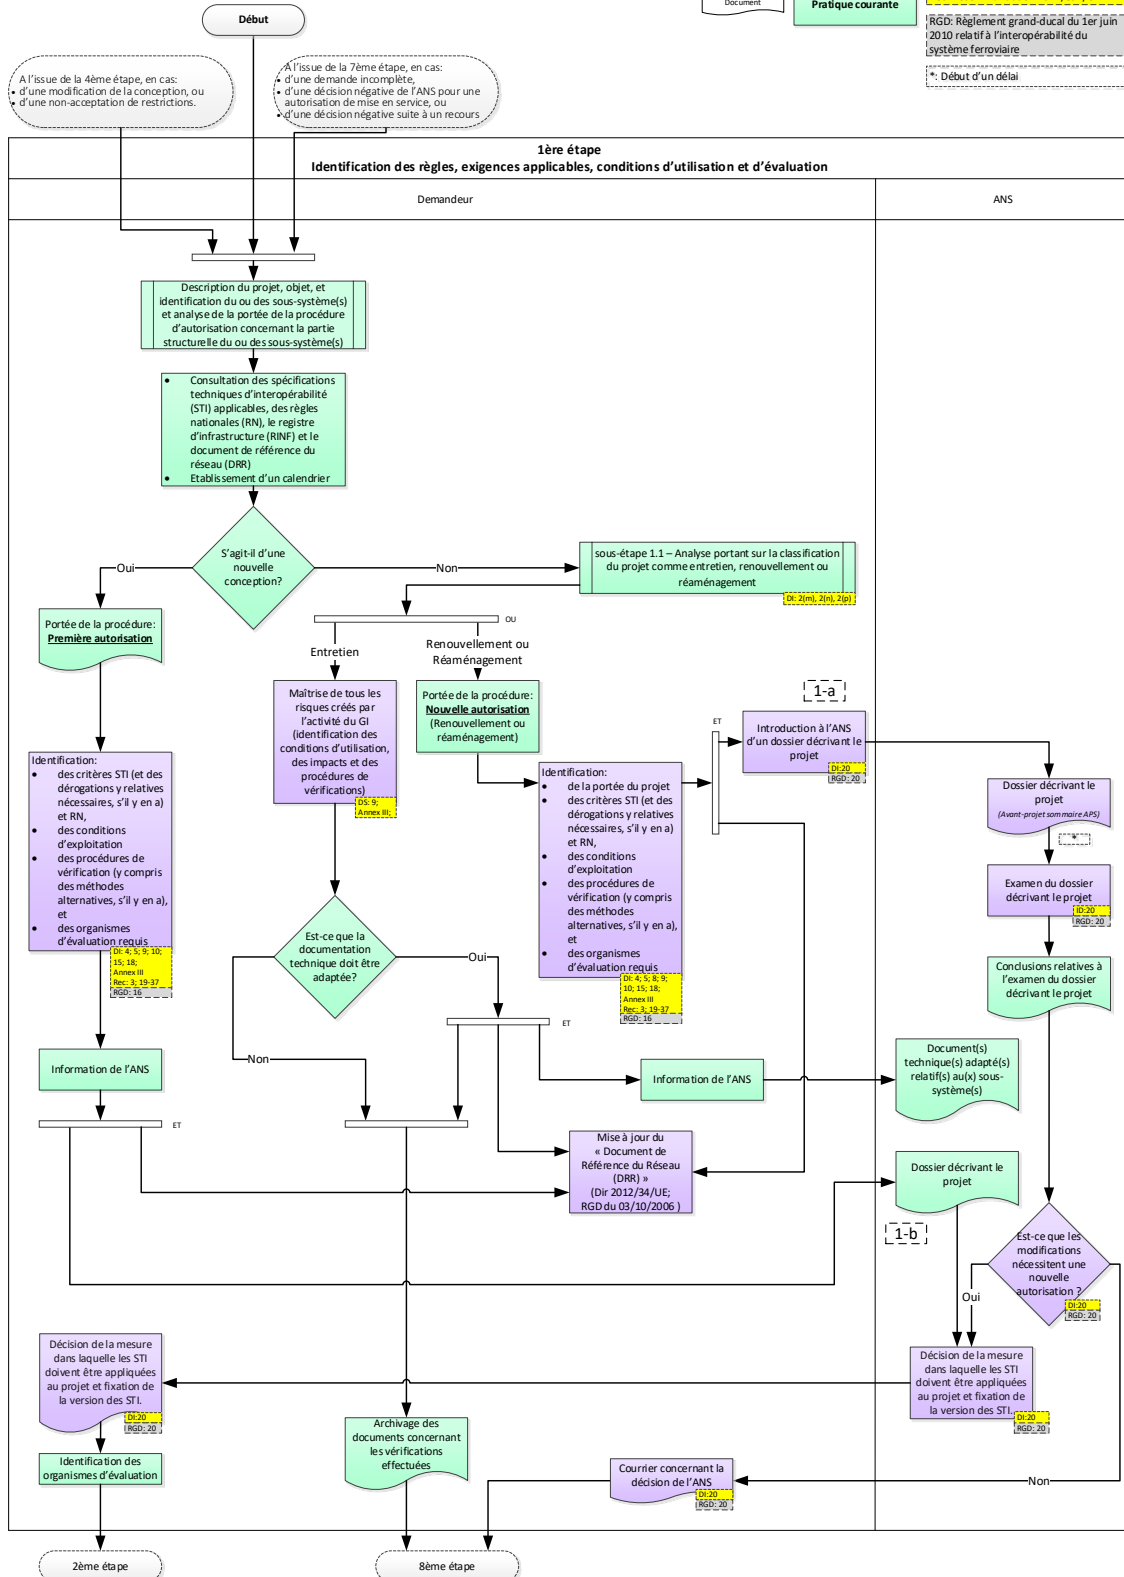 Début
Document
Pratique courante
RGD: Règlement grand-ducal du 1er juin
2010 relatif à l'interopérabilité du
système ferroviaire
*: Début d'un délai
A l'issue de la 4ème étape, en cas:
• d'une modification de la conception, ou
• d'une non-acceptation de restrictions.
A l'issue de la 7ème étape, en cas:
• d'une demande incomplète,
• d'une décision négative de l'ANS pour une
autorisation de mise en service, ou
• d'une décision négative suite à un recours
1ère étape
Identification des règles, exigences applicables, conditions d'utilisation et d'évaluation
Demandeur
ANS
Description du projet, objet, et
identification du ou des sous-système(s)
et analyse de la portée de la procédure
d'autorisation concernant la partie
structurelle du ou des sous-système(s)
• Consultation des spécifications
techniques d'interopérabilité
(STI) applicables, des règles
nationales (RN), le registre
d'infrastructure (RINF) et le
document de référence du
réseau (DRR)
• Etablissement d'un calendrier
S'agit-il d'une
nouvelle
conception?
Oui
Non
sous-étape 1.1 – Analyse portant sur la classification
du projet comme entretien, renouvellement ou
réaménagement
DI: 2(m), 2(n), 2(p)
OU
Portée de la procédure:
Première autorisation
Entretien
Renouvellement ou
Réaménagement
Maîtrise de tous les
risques créés par
l'activité du GI
(identification des
conditions d'utilisation,
des impacts et des
procédures de
vérifications)
DS: 9;
Annex III;
Portée de la procédure:
Nouvelle autorisation
(Renouvellement ou
réaménagement)
1-a
ET
Introduction à l'ANS
d'un dossier décrivant le
projet
DI:20
RGD: 20
Identification:
• des critères STI (et des
dérogations y relatives
nécessaires, s'il y en a)
et RN,
• des conditions
d'exploitation
• des procédures de
vérification (y compris
des méthodes
alternatives, s'il y en a),
et
• des organismes
d'évaluation requis
DI: 4; 5; 9; 10;
15; 18;
Annex III
Rec: 3; 19-37
RGD: 16
Identification:
• de la portée du projet
• des critères STI (et des
dérogations y relatives
nécessaires, s'il y en a)
et RN,
• des conditions
d'exploitation
• des procédures de
vérification (y compris
des méthodes
alternatives, s'il y en a),
et
• des organismes
d'évaluation requis
DI: 4; 5; 8; 9;
10; 15; 18;
Annex III
Rec: 3; 19-37
RGD: 16
Dossier décrivant le
projet
(Avant-projet sommaire APS)
*
Examen du dossier
décrivant le projet
ID:20
RGD: 20
Est-ce que la
documentation
technique doit être
adaptée?
Oui
Non
ET
Conclusions relatives à
l'examen du dossier
décrivant le projet
Information de l'ANS
ET
Information de l'ANS
Document(s)
technique(s) adapté(s)
relatif(s) au(x) sous-
système(s)
Mise à jour du
« Document de
Référence du Réseau
(DRR) »
(Dir 2012/34/UE;
RGD du 03/10/2006 )
Dossier décrivant le
projet
1-b
Est-ce que les
modifications
nécessitent une
nouvelle
autorisation ?
DI:20
RGD: 20
Oui
Décision de la mesure
dans laquelle les STI
doivent être appliquées
au projet et fixation de
la version des STI.
DI:20
RGD: 20
Décision de la mesure
dans laquelle les STI
doivent être appliquées
au projet et fixation de
la version des STI.
DI:20
RGD: 20
Archivage des
documents concernant
les vérifications
effectuées
Identification des
organismes d'évaluation
Courrier concernant la
décision de l'ANS
DI:20
RGD: 20
Non
2ème étape
8ème étape